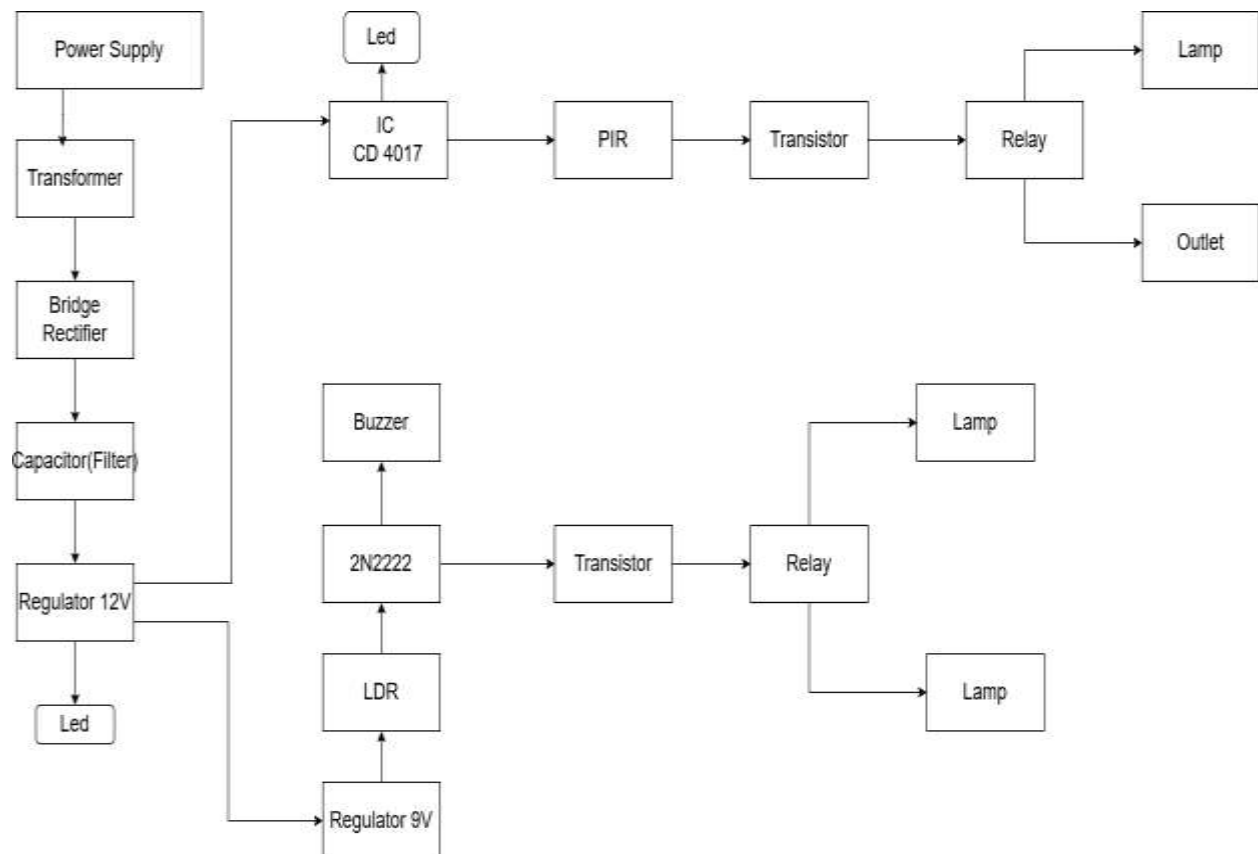 Power Supply
Led
Lamp
IC
CD 4017
PIR
Transistor
Relay
Transformer
Outlet
Bridge
Rectifier
Buzzer
Lamp
Capacitor(Filter)
2N2222
Transistor
Relay
Regulator 12V
LDR
Lamp
Led
Regulator 9V